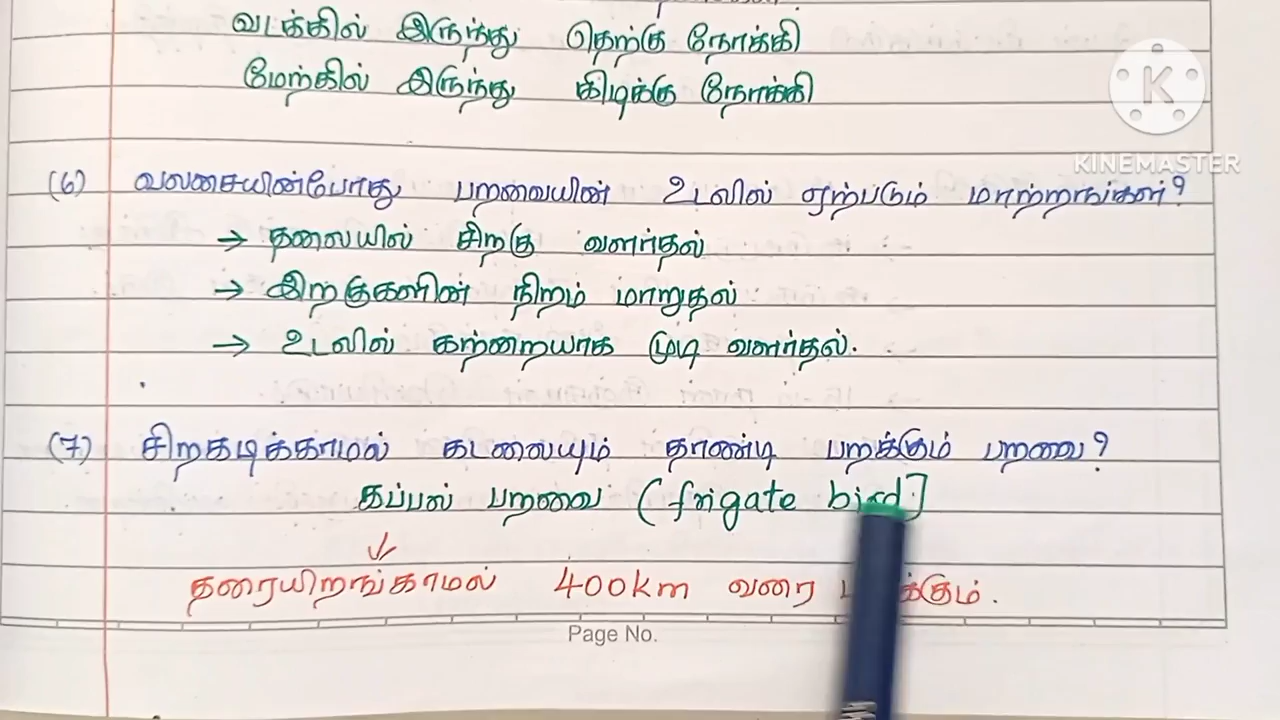 வடக்கில் இருந்து தெற்கு நோக்கி
மேற்கில் இருந்து கிழக்கு நோக்கி
KINEMASTER
(6) வலசையின்போது பறவையின் உடலில் ஏற்படும் மாற்றங்கள்?
→ தலையில் சிறகு வளர்தல்
→ இறகுகளின் நிறம் மாறுதல்
→ உடலில் கற்றையாக முடி வளர்தல்.
(7) சிறகடிக்காமல் கடலையும் தாண்டி பறக்கும் பறவை?
கப்பல் பறவை (frigate bird]
தரையிறங்காமல் 400km வரை
Page No.